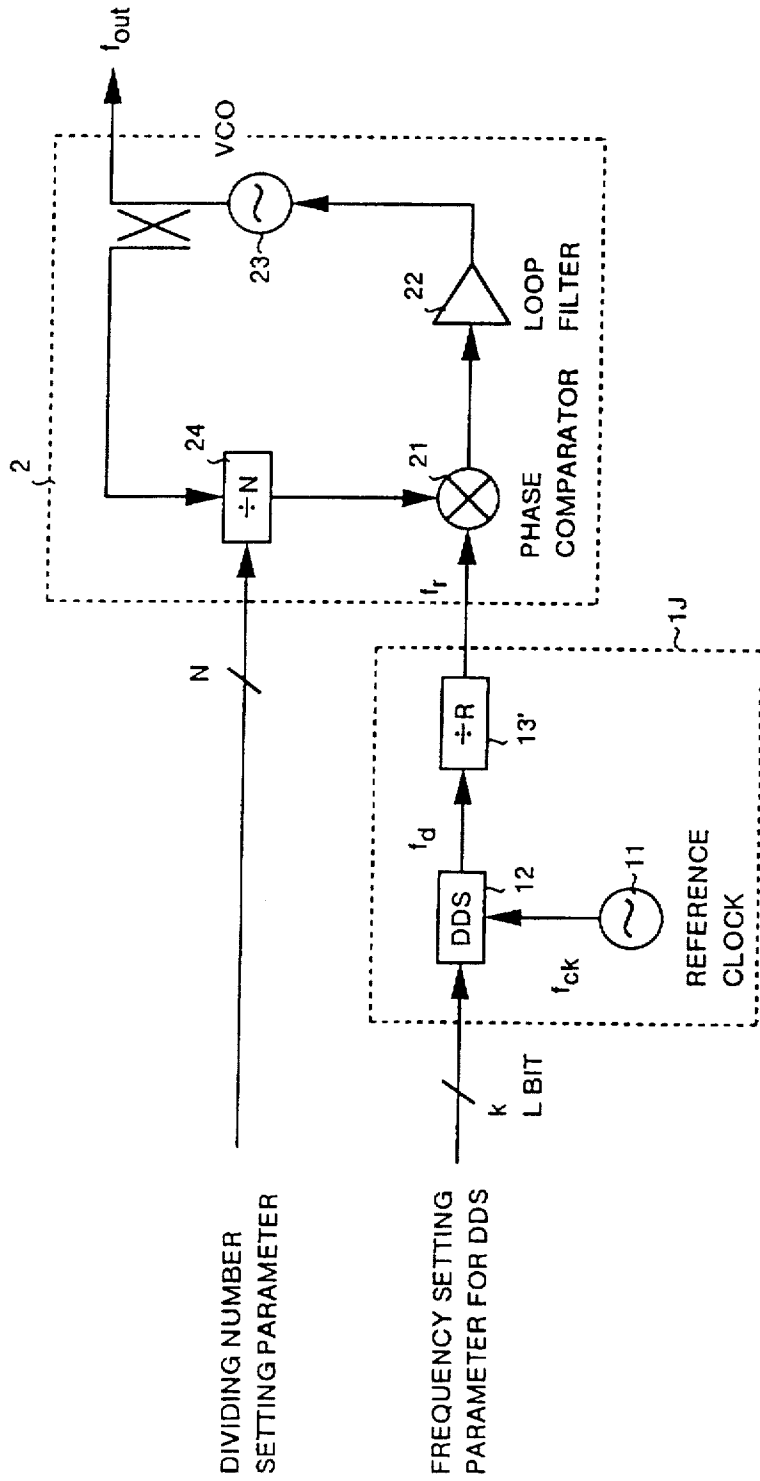 DIVIDING NUMBER
SETTING PARAMETER
N
2
24
÷N
f_out
VCO
23
22
LOOP
FILTER
21
PHASE
COMPARATOR
f_r
FREQUENCY SETTING
PARAMETER FOR DDS
k
L BIT
DDS
12
f_d
÷R
13'
1J
f_ck
11
REFERENCE
CLOCK